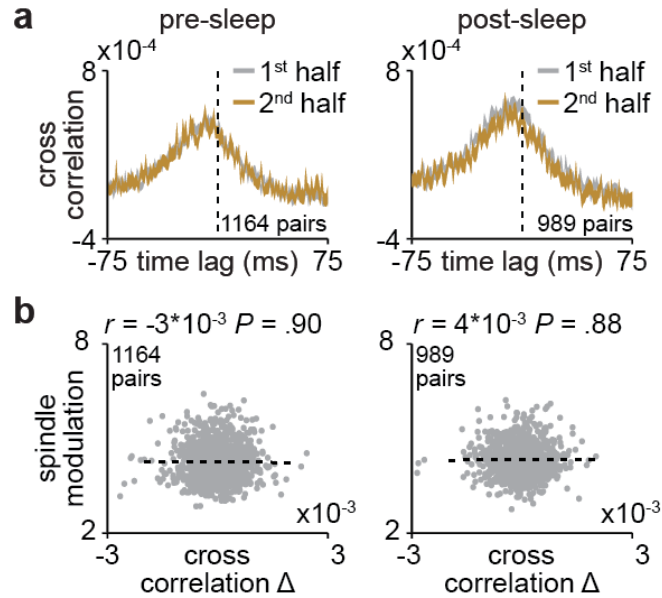 a
pre-sleep
post-sleep
x10⁻⁴
8
1ˢᵗ half
2ⁿᵈ half
cross
correlation
1164 pairs
-4
-75 time lag (ms) 75
x10⁻⁴
8
1ˢᵗ half
2ⁿᵈ half
989 pairs
-4
-75 time lag (ms) 75
b
r = -3*10⁻³ P = .90
8
1164
pairs
spindle
modulation
x10⁻³
2
-3 cross 3
correlation Δ
r = 4*10⁻³ P = .88
8
989
pairs
x10⁻³
2
-3 cross 3
correlation Δ